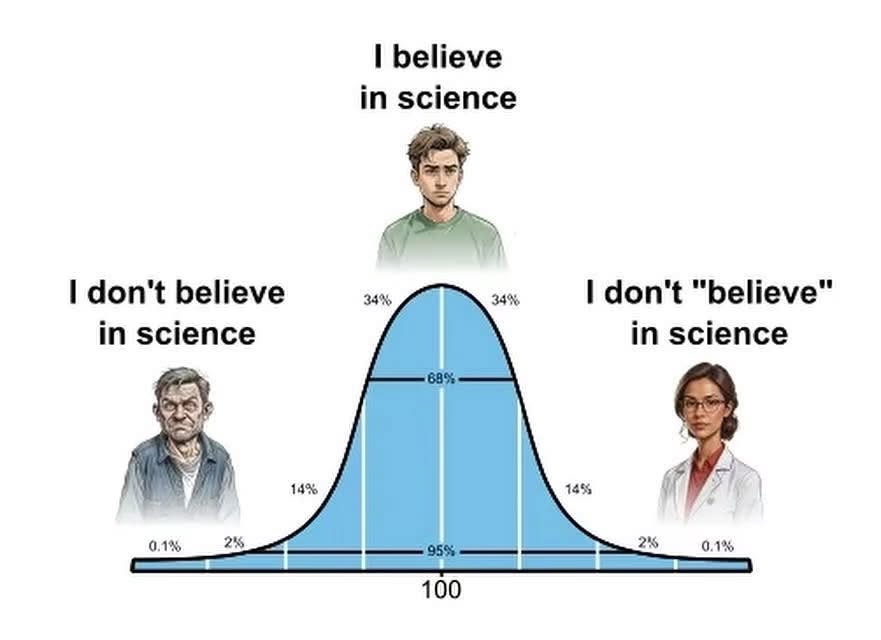 I believe
in science
I don't believe
in science
I don't "believe"
in science
34%
34%
68%
14%
14%
0.1%
2%
95%
2%
0.1%
100